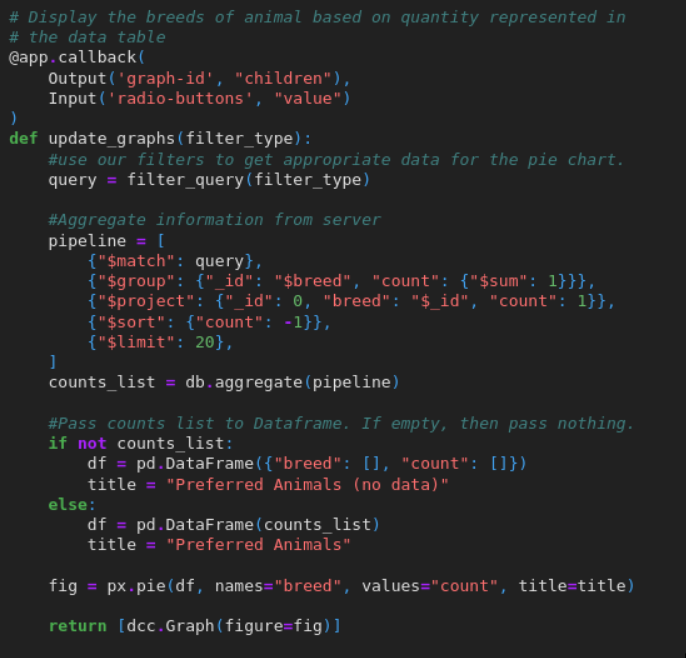 # Display the breeds of animal based on quantity represented in
# the data table
@app.callback(
    Output('graph-id', "children"),
    Input('radio-buttons', "value")
)
def update_graphs(filter_type):
    #use our filters to get appropriate data for the pie chart.
    query = filter_query(filter_type)

    #Aggregate information from server
    pipeline = [
        {"$match": query},
        {"$group": {"_id": "$breed", "count": {"$sum": 1}}},
        {"$project": {"_id": 0, "breed": "$_id", "count": 1}},
        {"$sort": {"count": -1}},
        {"$limit": 20},
    ]
    counts_list = db.aggregate(pipeline)

    #Pass counts list to Dataframe. If empty, then pass nothing.
    if not counts_list:
        df = pd.DataFrame({"breed": [], "count": []})
        title = "Preferred Animals (no data)"
    else:
        df = pd.DataFrame(counts_list)
        title = "Preferred Animals"

    fig = px.pie(df, names="breed", values="count", title=title)

    return [dcc.Graph(figure=fig)]